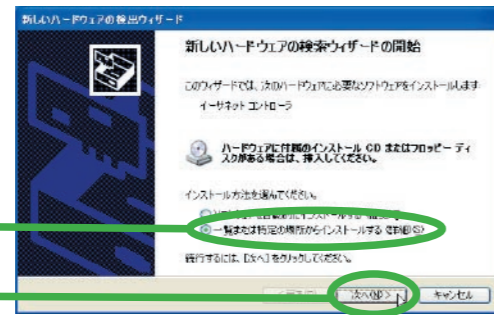 新しいハードウェアの検出ウィザード
新しいハードウェアの検索ウィザードの開始
このウィザードでは、次のハードウェアに必要なソフトウェアをインストールします
イーサネット コントローラ
ハードウェアに付属のインストール CD またはフロッピー ディ
スクがある場合は、挿入してください。
インストール方法を選んでください。
一覧または特定の場所からインストールする (詳細)(S)
続行するには、[次へ] をクリックしてください。
次へ(N) >
キャンセル